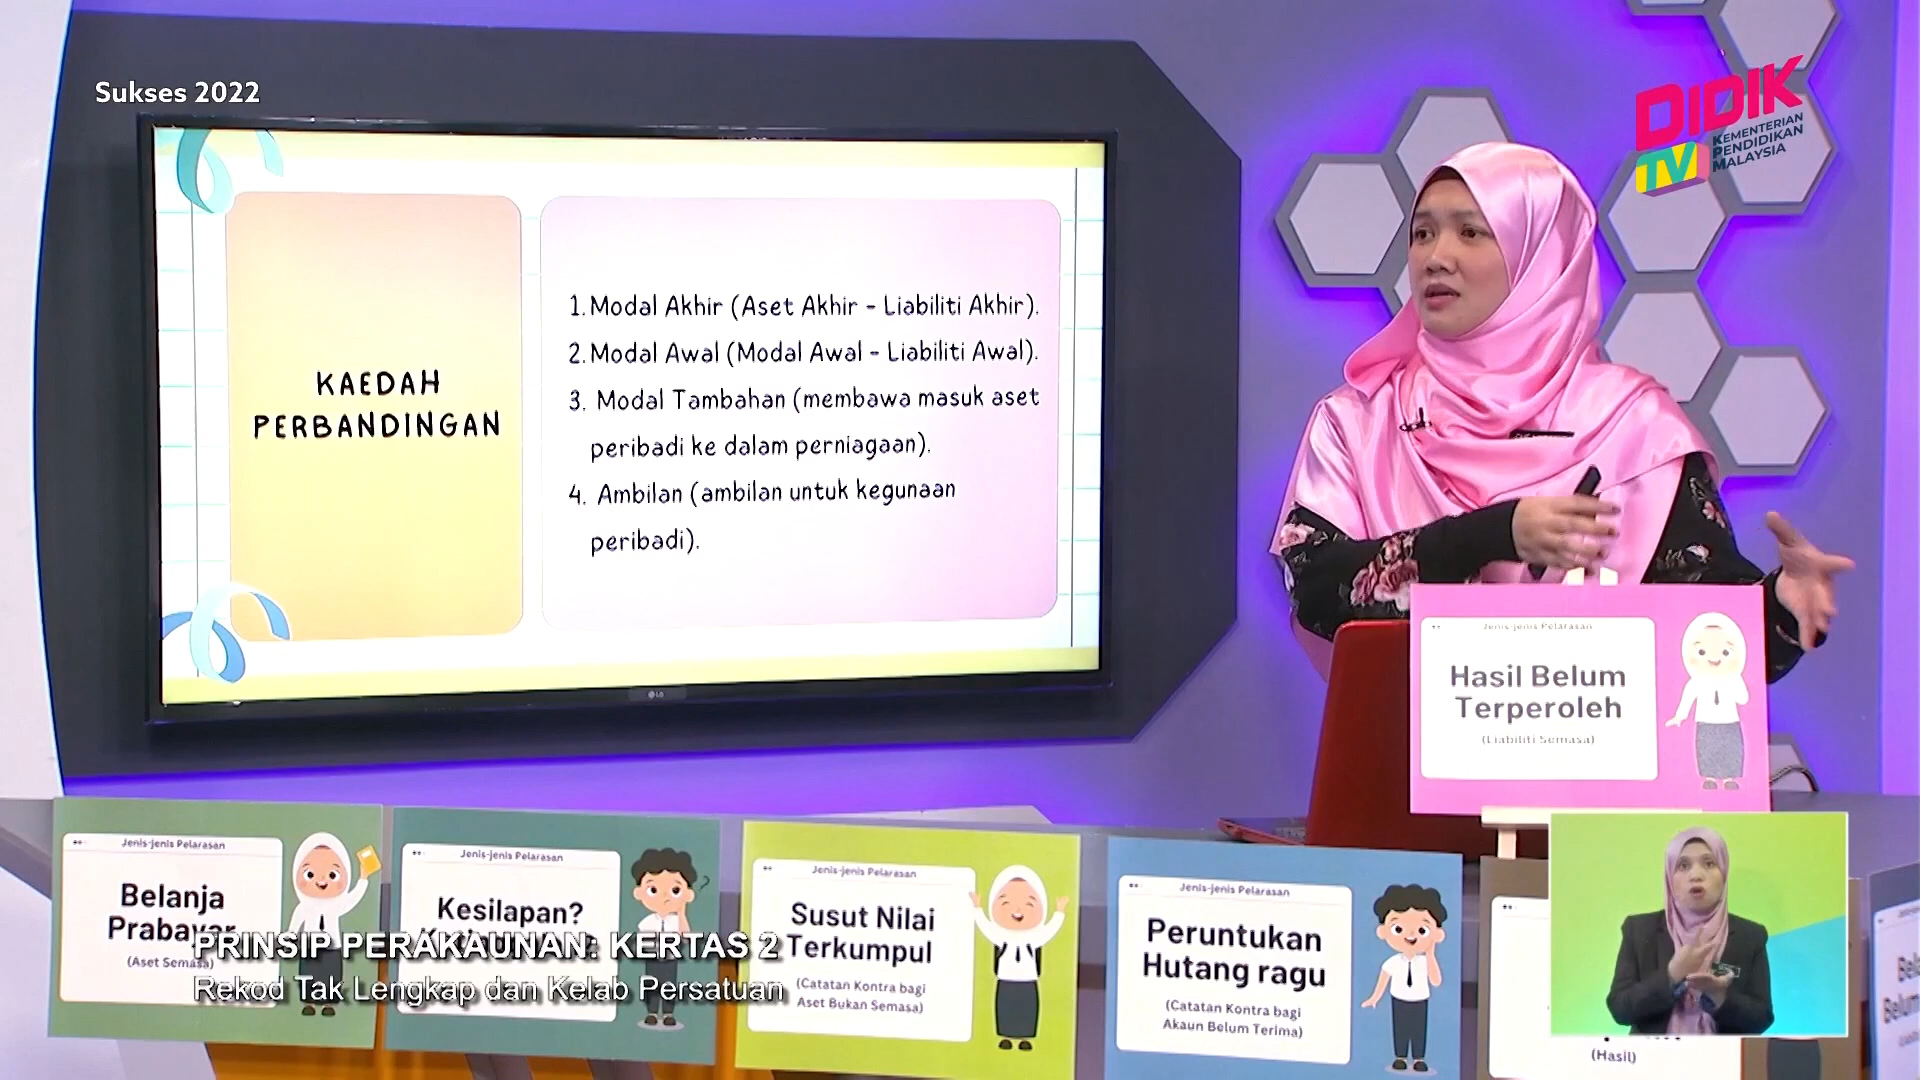 Sukses 2022
DIDIK
TV
KEMENTERIAN
PENDIDIKAN
MALAYSIA
KAEDAH
PERBANDINGAN
1. Modal Akhir (Aset Akhir - Liabiliti Akhir).
2. Modal Awal (Modal Awal - Liabiliti Awal).
3. Modal Tambahan (membawa masuk aset
peribadi ke dalam perniagaan).
4. Ambilan (ambilan untuk kegunaan
peribadi).
LG
Jenis-jenis Pelarasan
Hasil Belum
Terperoleh
(Liabiliti Semasa)
Jenis-jenis Pelarasan
Belanja
Prabayar
(Aset Semasa)
Jenis-jenis Pelarasan
Kesilapan?
Jenis-jenis Pelarasan
Susut Nilai
Terkumpul
(Catatan Kontra bagi
Aset Bukan Semasa)
Jenis-jenis Pelarasan
Peruntukan
Hutang ragu
(Catatan Kontra bagi
Akaun Belum Terima)
(Hasil)
PRINSIP PERAKAUNAN: KERTAS 2
Rekod Tak Lengkap dan Kelab Persatuan